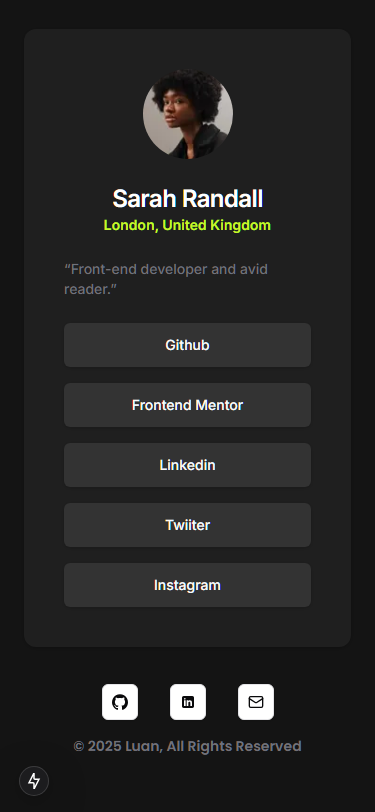 Sarah Randall
London, United Kingdom
“Front-end developer and avid
reader.”
Github
Frontend Mentor
Linkedin
Twiiter
Instagram
in
© 2025 Luan, All Rights Reserved